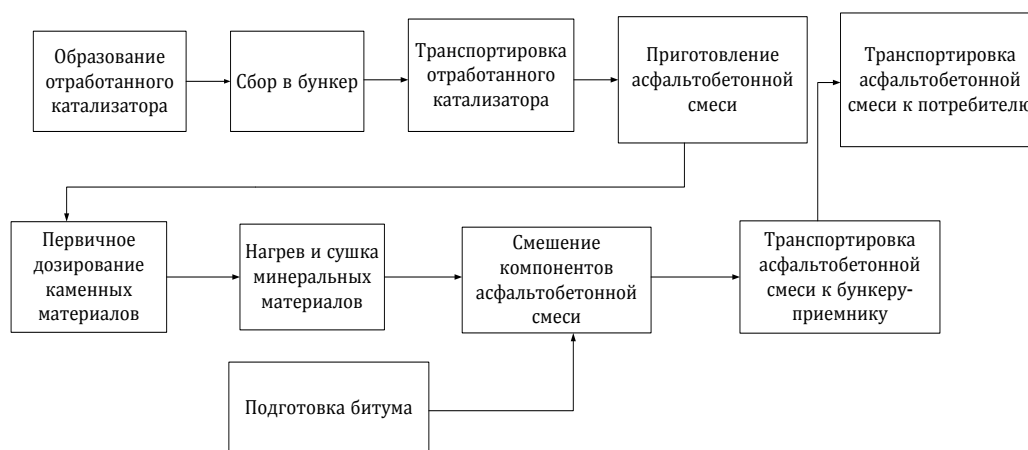 Образование
отработанного
катализатора
Сбор в бункер
Транспортировка
отработанного
катализатора
Приготовление
асфальтобетонной
смеси
Транспортировка
асфальтобетонной
смеси к потребителю
Первичное
дозирование
каменных
материалов
Нагрев и сушка
минеральных
материалов
Смешение
компонентов
асфальтобетонной
смеси
Транспортировка
асфальтобетонной
смеси к бункеру-
приемнику
Подготовка битума